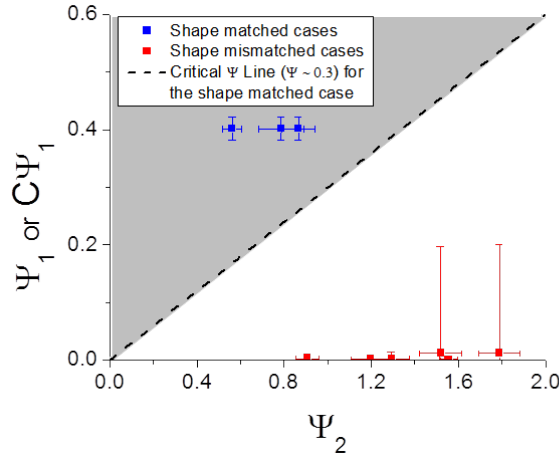 0.6
Shape matched cases
Shape mismatched cases
Critical Ψ Line (Ψ ~ 0.3) for
the shape matched case
0.4
0.2
0.0
Ψ₁ or CΨ₁
0.0 0.4 0.8 1.2 1.6 2.0
Ψ₂